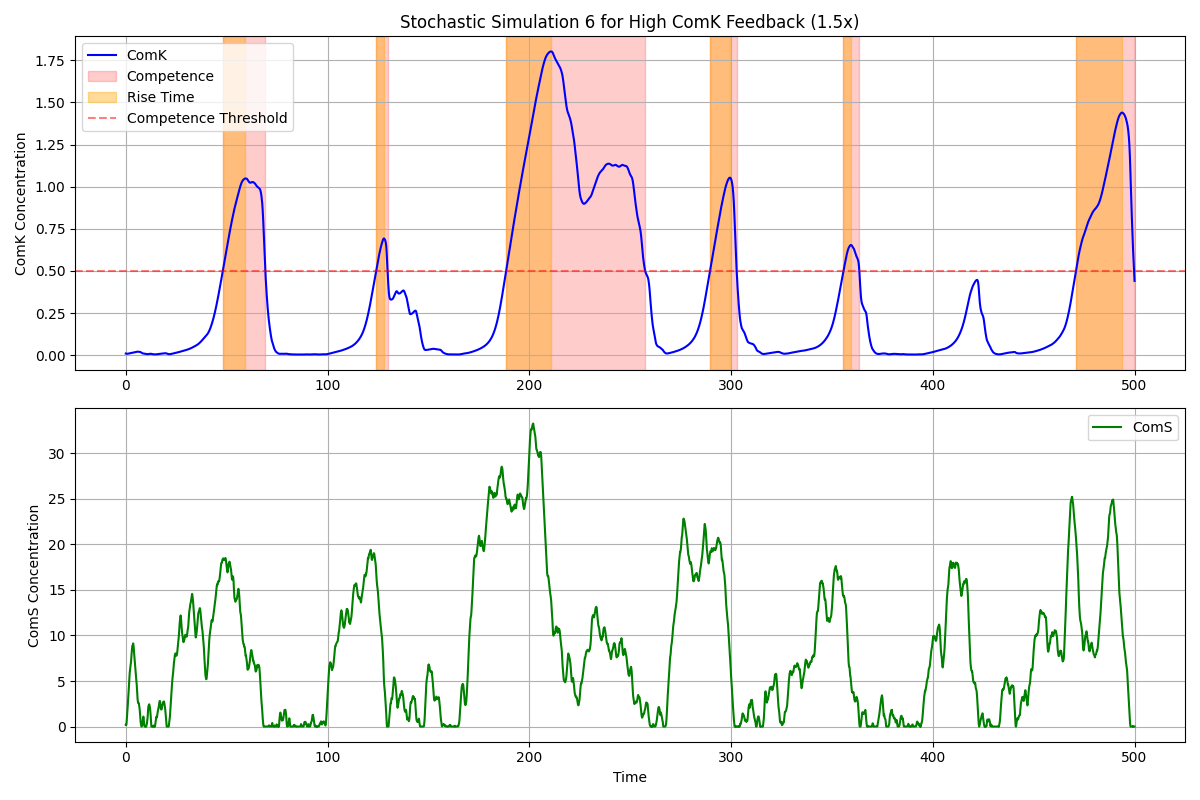 Stochastic Simulation 6 for High ComK Feedback (1.5x)
ComK
Competence
Rise Time
Competence Threshold
ComK Concentration
1.75
1.50
1.25
1.00
0.75
0.50
0.25
0.00
0 100 200 300 400 500
ComS
ComS Concentration
30
25
20
15
10
5
0
0 100 200 300 400 500
Time